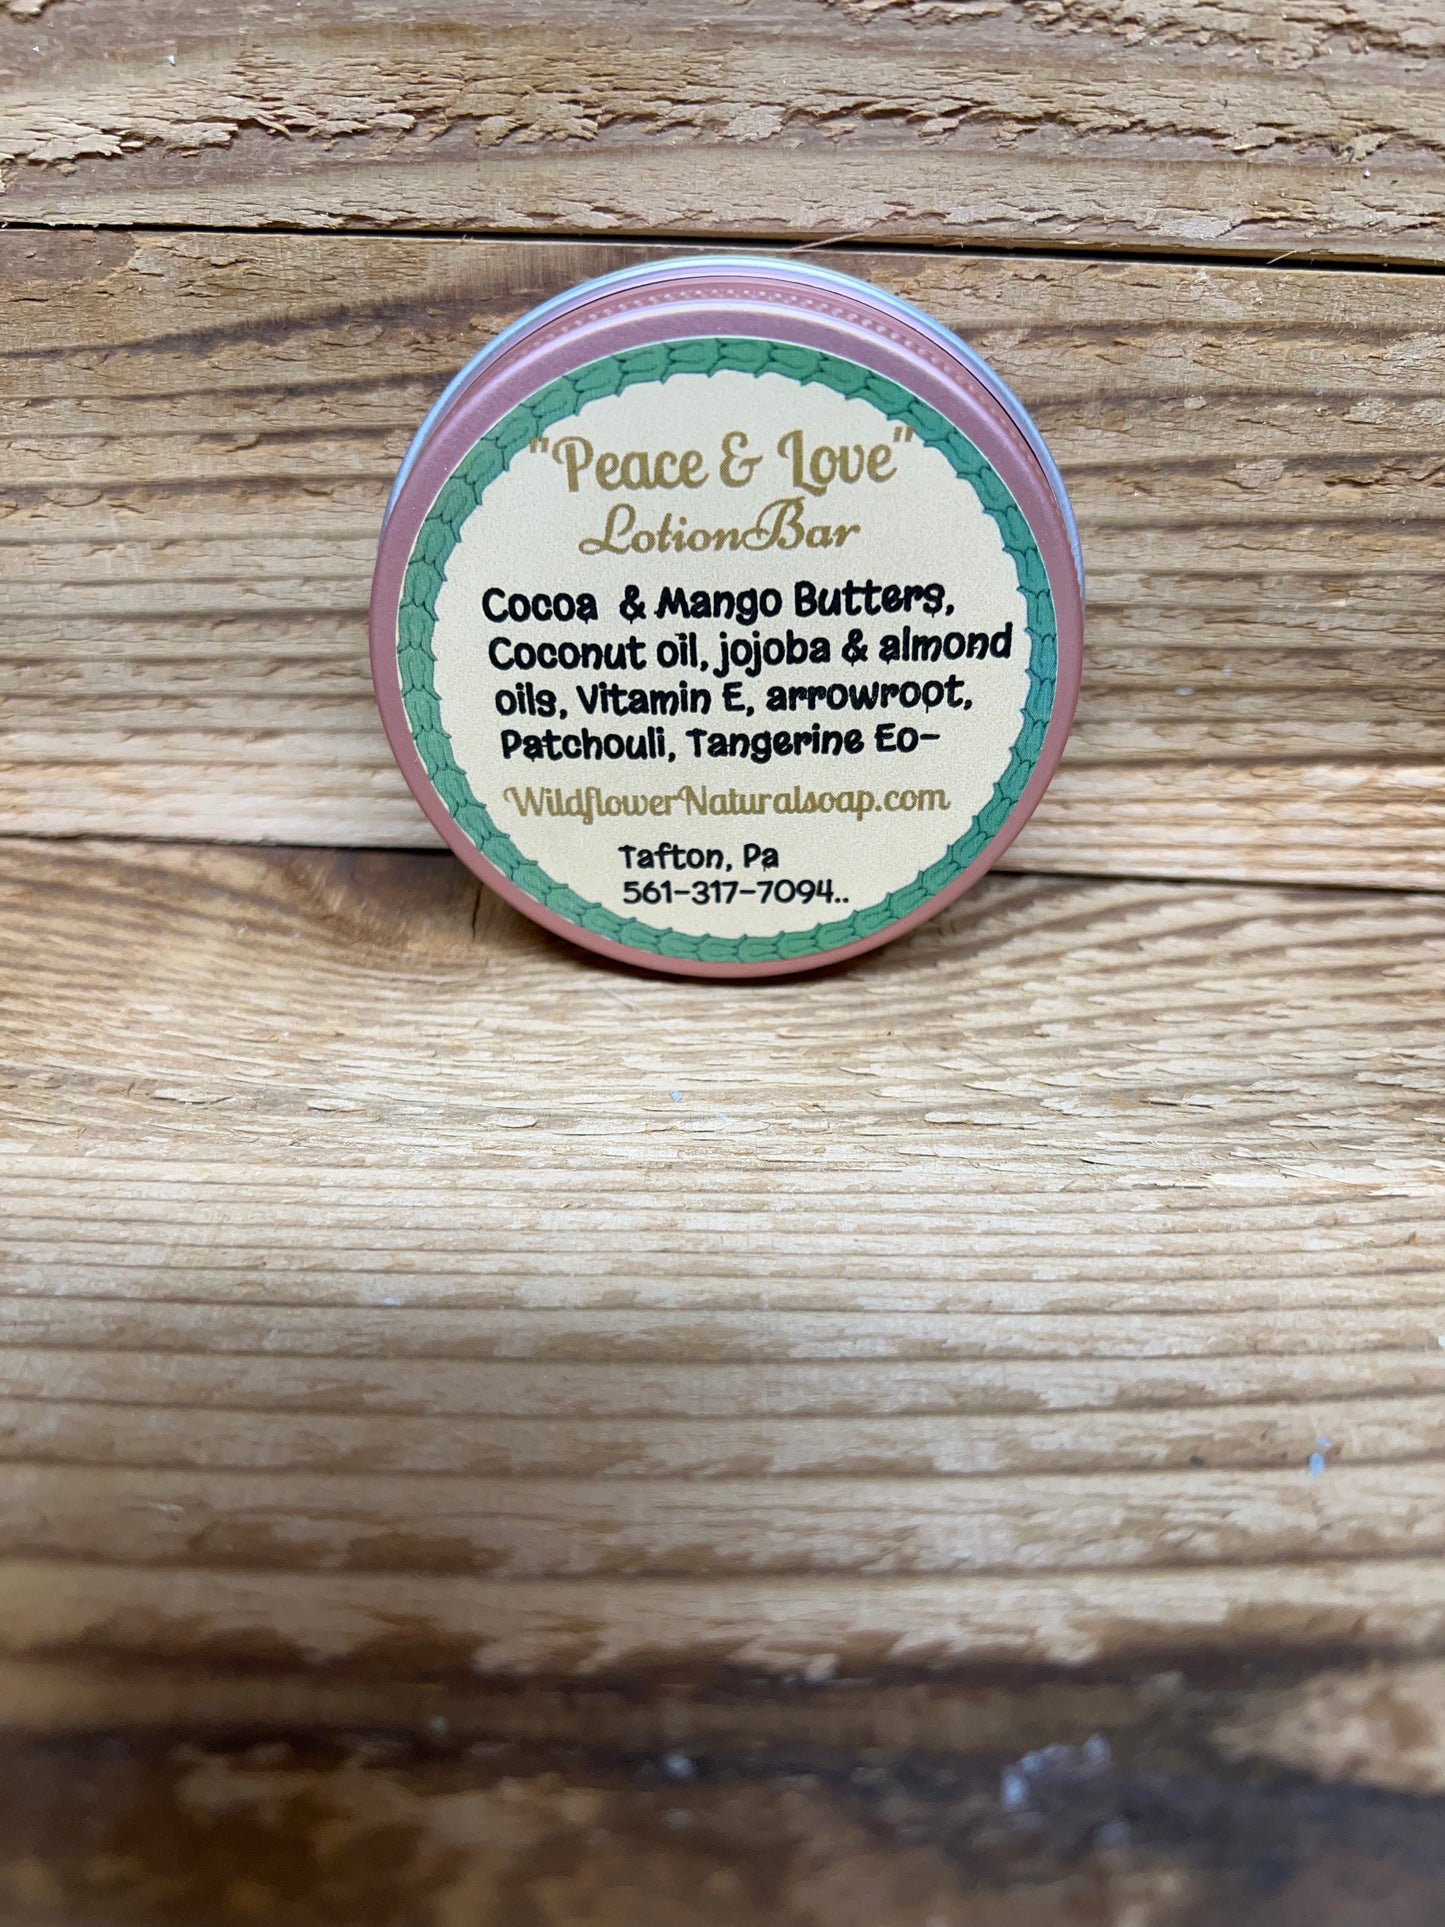 "Peace & Love"
LotionBar
Cocoa & Mango Butters,
Coconut oil, jojoba & almond
oils, Vitamin E, arrowroot,
Patchouli, Tangerine Eo-
WildflowerNaturalsoap.com
Tafton, Pa
561-317-7094..